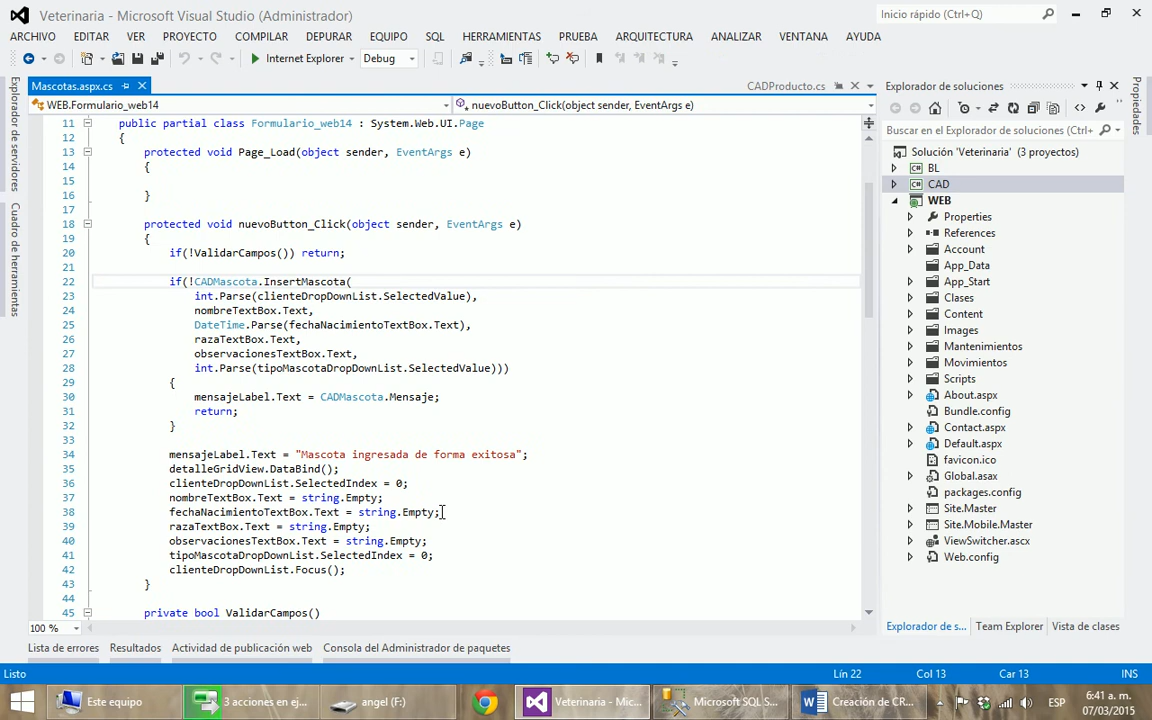 Veterinaria - Microsoft Visual Studio (Administrador)
Inicio rápido (Ctrl+Q)
ARCHIVO EDITAR VER PROYECTO COMPILAR DEPURAR EQUIPO SQL HERRAMIENTAS PRUEBA ARQUITECTURA ANALIZAR VENTANA AYUDA
Internet Explorer Debug
Explorador de servidores
Cuadro de herramientas
Mascotas.aspx.cs CADProducto.cs
WEB.Formulario_web14 nuevoButton_Click(object sender, EventArgs e)
11 public partial class Formulario_web14 : System.Web.UI.Page
12 {
13 protected void Page_Load(object sender, EventArgs e)
14 {
15
16 }
17
18 protected void nuevoButton_Click(object sender, EventArgs e)
19 {
20 if(!ValidarCampos()) return;
21
22 if(!CADMascota.InsertMascota(
23 int.Parse(clienteDropDownList.SelectedValue),
24 nombreTextBox.Text,
25 DateTime.Parse(fechaNacimientoTextBox.Text),
26 razaTextBox.Text,
27 observacionesTextBox.Text,
28 int.Parse(tipoMascotaDropDownList.SelectedValue)))
29 {
30 mensajeLabel.Text = CADMascota.Mensaje;
31 return;
32 }
33
34 mensajeLabel.Text = "Mascota ingresada de forma exitosa";
35 detalleGridView.DataBind();
36 clienteDropDownList.SelectedIndex = 0;
37 nombreTextBox.Text = string.Empty;
38 fechaNacimientoTextBox.Text = string.Empty;
39 razaTextBox.Text = string.Empty;
40 observacionesTextBox.Text = string.Empty;
41 tipoMascotaDropDownList.SelectedIndex = 0;
42 clienteDropDownList.Focus();
43 }
44
45 private bool ValidarCampos()
100 %
Explorador de soluciones
Buscar en el Explorador de soluciones (Ctrl+
Solución 'Veterinaria' (3 proyectos)
BL
CAD
WEB
Properties
References
Account
App_Data
App_Start
Clases
Content
Images
Mantenimientos
Movimientos
Scripts
About.aspx
Bundle.config
Contact.aspx
Default.aspx
favicon.ico
Global.asax
packages.config
Site.Master
Site.Mobile.Master
ViewSwitcher.ascx
Web.config
Explorador de s... Team Explorer Vista de clases
Propiedades
Lista de errores Resultados Actividad de publicación web Consola del Administrador de paquetes
Listo Lín 22 Col 13 Car 13 INS
Este equipo 3 acciones en ej... angel (F:) Veterinaria - Mic... Microsoft SQL S... Creación de CR... ESP 6:41 a. m.
07/03/2015